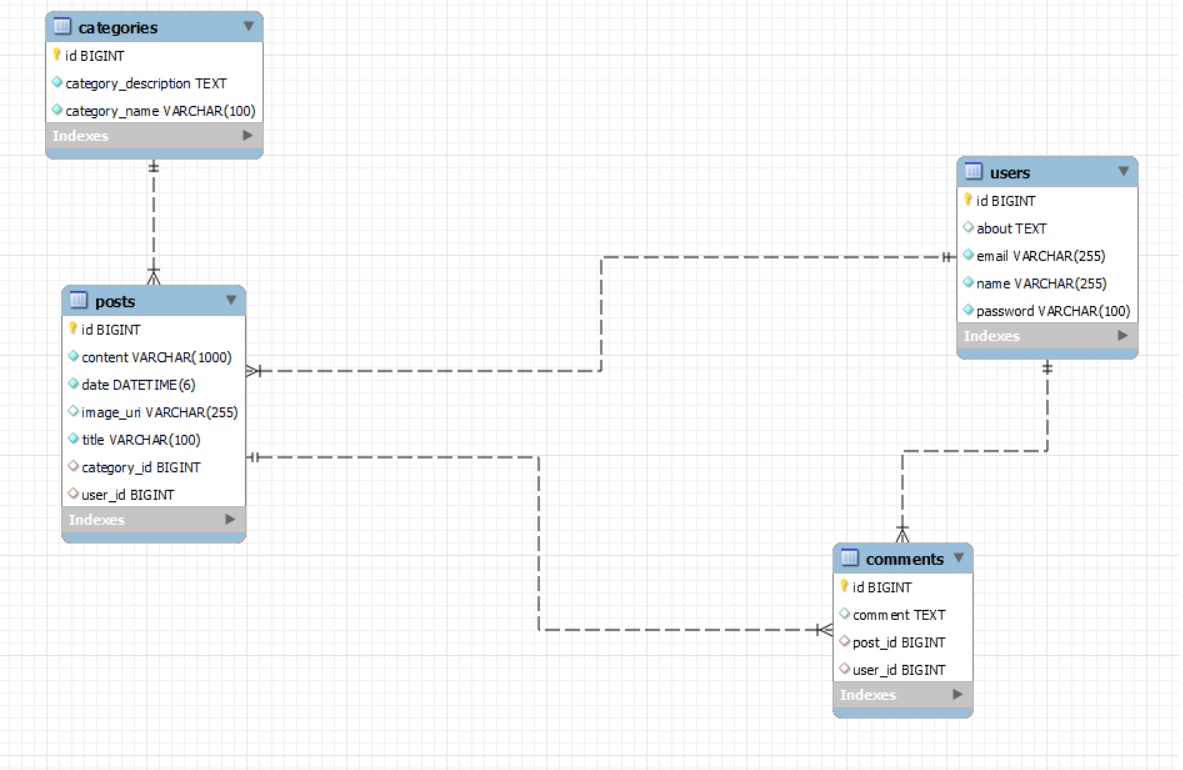 categories
id BIGINT
category_description TEXT
category_name VARCHAR(100)
Indexes
users
id BIGINT
about TEXT
email VARCHAR(255)
name VARCHAR(255)
password VARCHAR(100)
Indexes
posts
id BIGINT
content VARCHAR(1000)
date DATETIME(6)
image_uri VARCHAR(255)
title VARCHAR(100)
category_id BIGINT
user_id BIGINT
Indexes
comments
id BIGINT
comment TEXT
post_id BIGINT
user_id BIGINT
Indexes